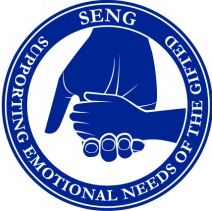 SENG
SUPPORTING EMOTIONAL NEEDS OF THE GIFTED